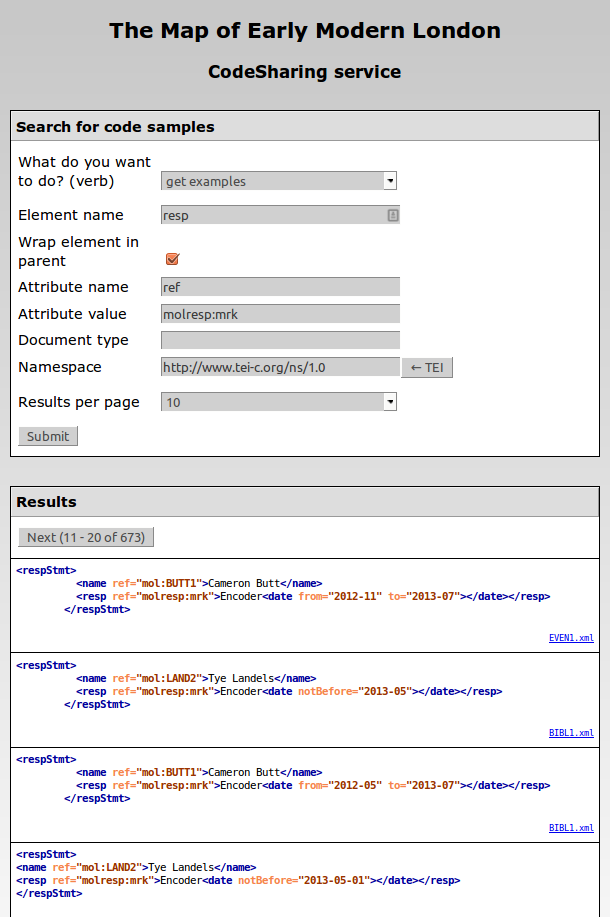 The Map of Early Modern London
CodeSharing service
Search for code samples
What do you want
to do? (verb)
get examples
Element name
resp
Wrap element in
parent
Attribute name
ref
Attribute value
molresp:mrk
Document type
Namespace
http://www.tei-c.org/ns/1.0
← TEI
Results per page
10
Submit
Results
Next (11 - 20 of 673)
<respStmt>
<name ref="mol:BUTT1">Cameron Butt</name>
<resp ref="molresp:mrk">Encoder<date from="2012-11" to="2013-07"></date></resp>
</respStmt>
EVEN1.xml
<respStmt>
<name ref="mol:LAND2">Tye Landels</name>
<resp ref="molresp:mrk">Encoder<date notBefore="2013-05"></date></resp>
</respStmt>
BIBL1.xml
<respStmt>
<name ref="mol:BUTT1">Cameron Butt</name>
<resp ref="molresp:mrk">Encoder<date from="2012-05" to="2013-07"></date></resp>
</respStmt>
BIBL1.xml
<respStmt>
<name ref="mol:LAND2">Tye Landels</name>
<resp ref="molresp:mrk">Encoder<date notBefore="2013-05-01"></date></resp>
</respStmt>